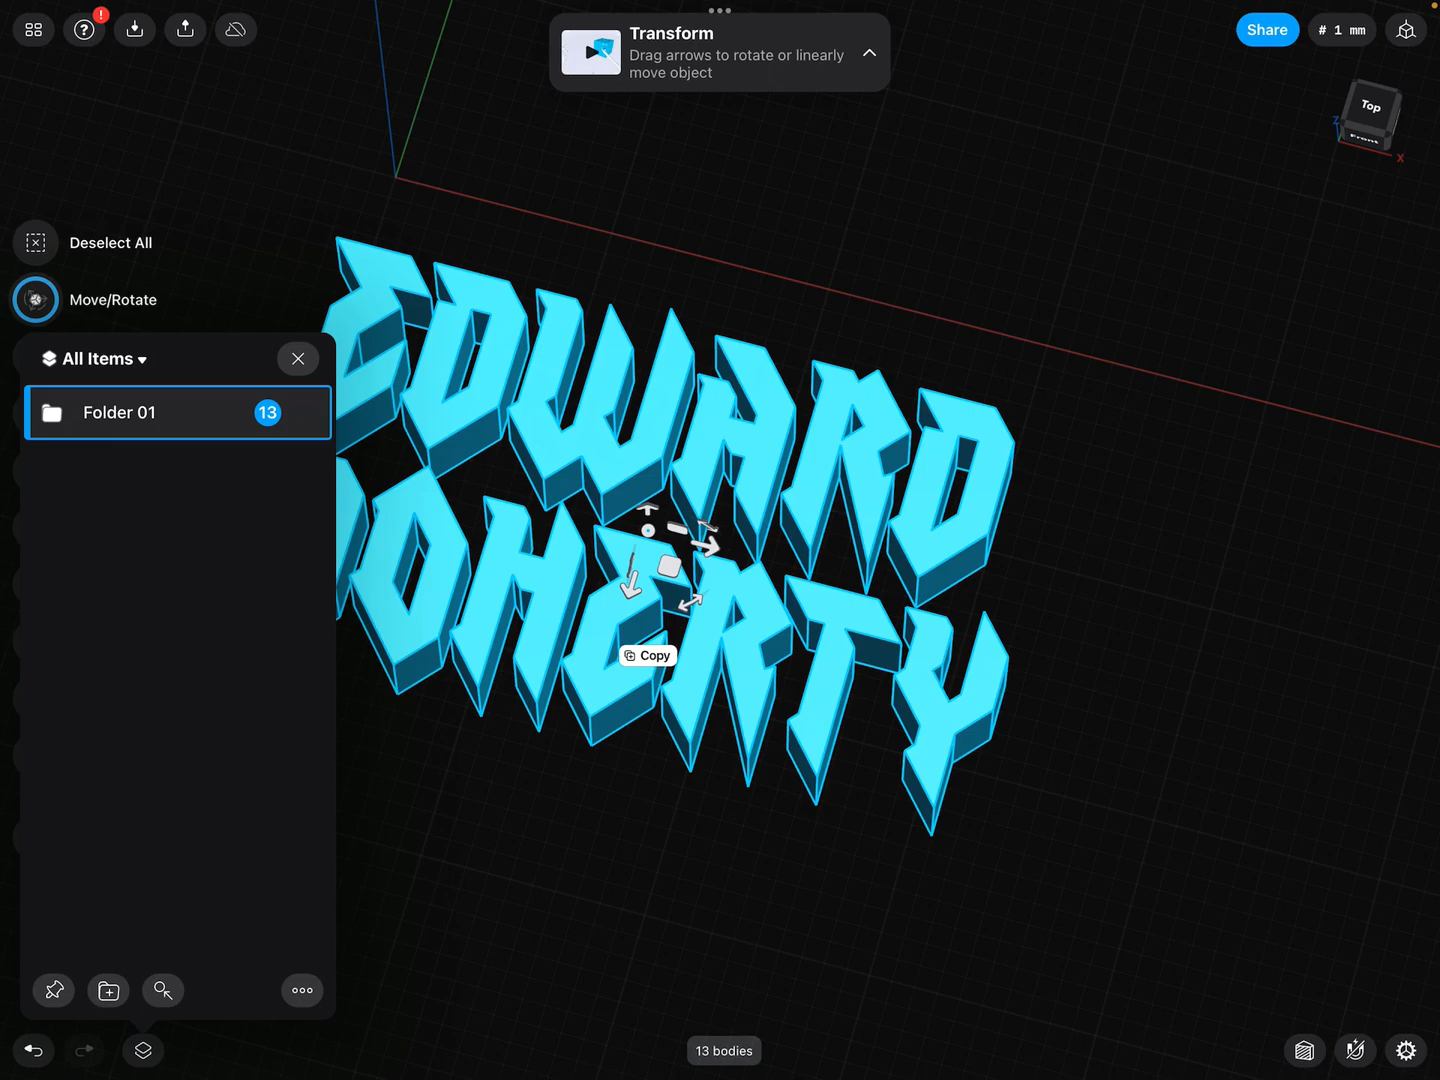 Transform
Drag arrows to rotate or linearly
move object
Share
# 1 mm
Top
Front
Z
X
Deselect All
Move/Rotate
All Items
Folder 01
13
EDWARD
DOHERTY
Copy
13 bodies